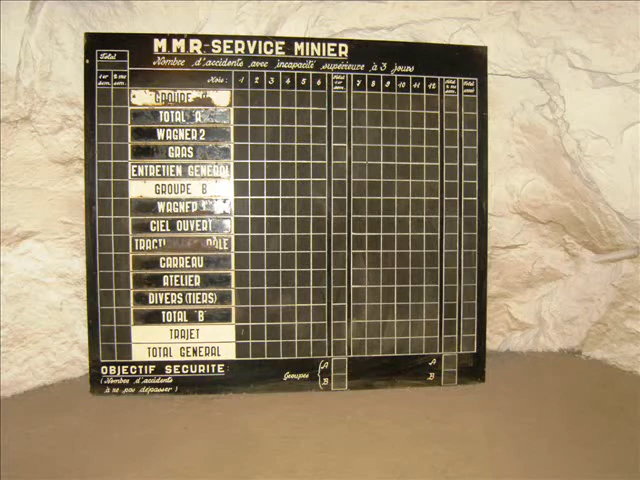 M.M.R-SERVICE MINIER
Nombre d'accidents avec incapacité supérieure à 3 jours
Total
1er sem. 2me sem.
Mois: 1 2 3 4 5 6 Total 1er sem. 7 8 9 10 11 12 Total 2me sem. Total
GROUPE
TOTAL "A"
WAGNER 2
GRAS
ENTRETIEN GENERAL
GROUPE B
WAGNER
CIEL OUVERT
CARREAU
ATELIER
DIVERS (TIERS)
TOTAL "B"
TRAJET
TOTAL GENERAL
OBJECTIF SECURITE:
(Nombre d'accidents
à ne pas dépasser)
Groupes A A
B B